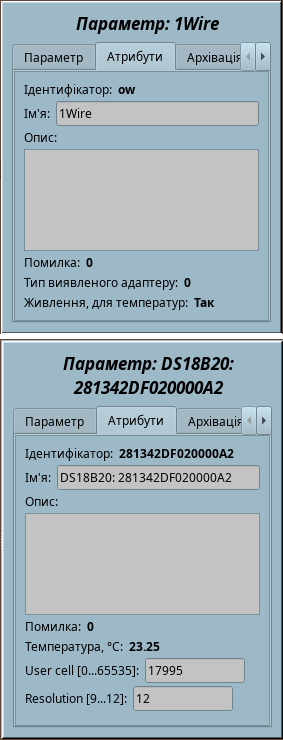 Параметр: 1Wire
Параметр Атрибути Архівація
Ідентифікатор: ow
Ім'я: 1Wire
Опис:
Помилка: 0
Тип виявленого адаптеру: 0
Живлення, для температур: Так
Параметр: DS18B20:
281342DF020000A2
Параметр Атрибути Архівація
Ідентифікатор: 281342DF020000A2
Ім'я: DS18B20: 281342DF020000A2
Опис:
Помилка: 0
Температура, °C: 23.25
User cell [0...65535]: 17995
Resolution [9...12]: 12